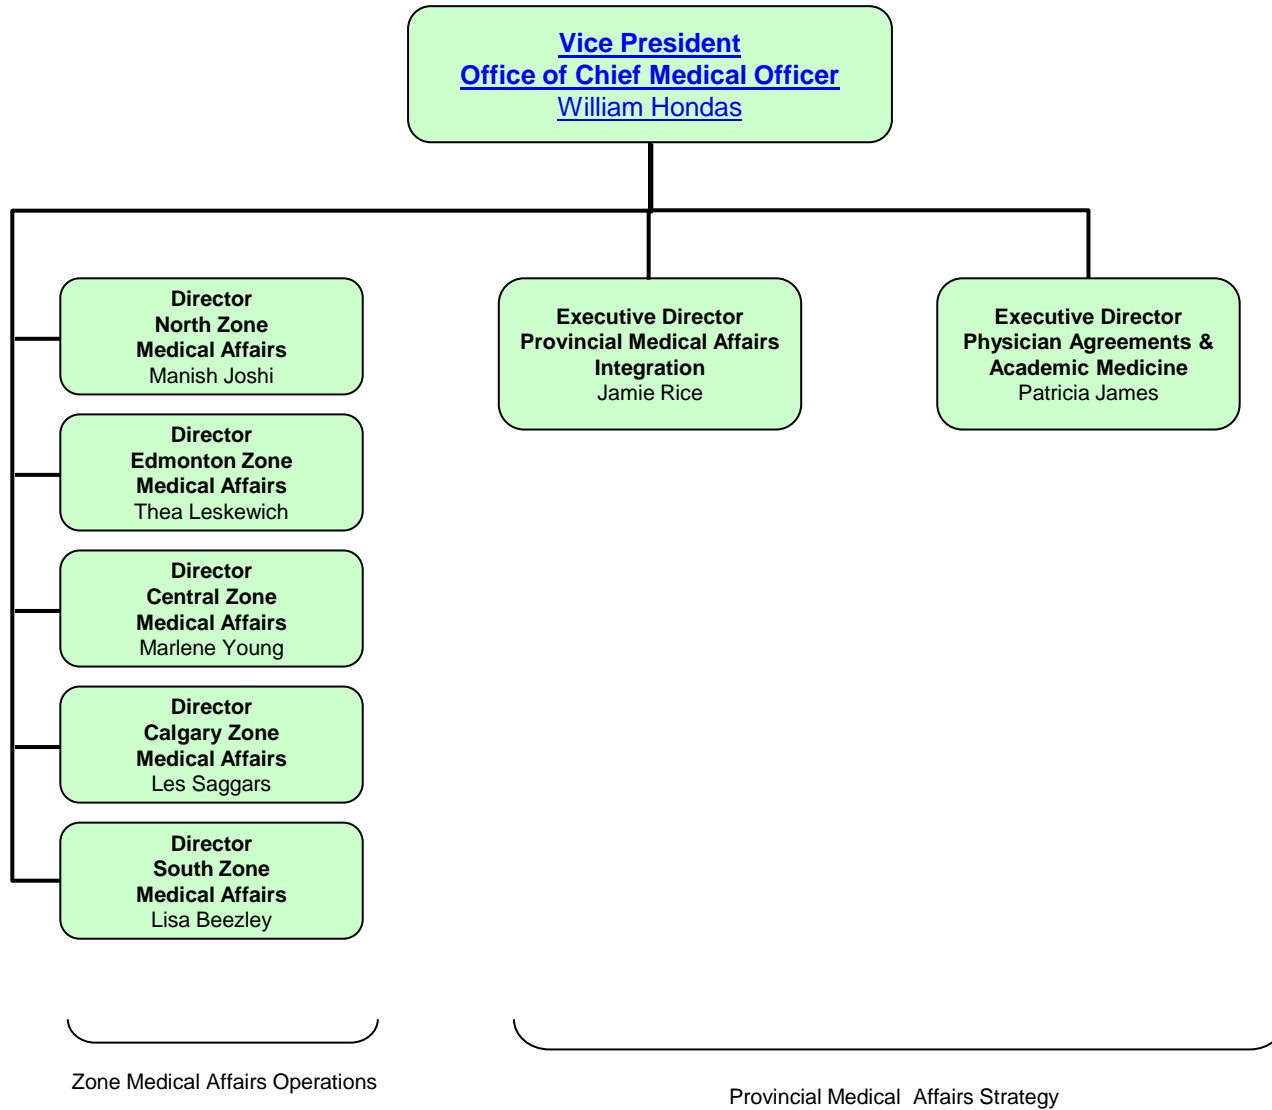 Vice President
Office of Chief Medical Officer
William Hondas
Director
North Zone
Medical Affairs
Manish Joshi
Director
Edmonton Zone
Medical Affairs
Thea Leskewich
Director
Central Zone
Medical Affairs
Marlene Young
Director
Calgary Zone
Medical Affairs
Les Saggars
Director
South Zone
Medical Affairs
Lisa Beezley
Executive Director
Provincial Medical Affairs
Integration
Jamie Rice
Executive Director
Physician Agreements &
Academic Medicine
Patricia James
Zone Medical Affairs Operations
Provincial Medical  Affairs Strategy